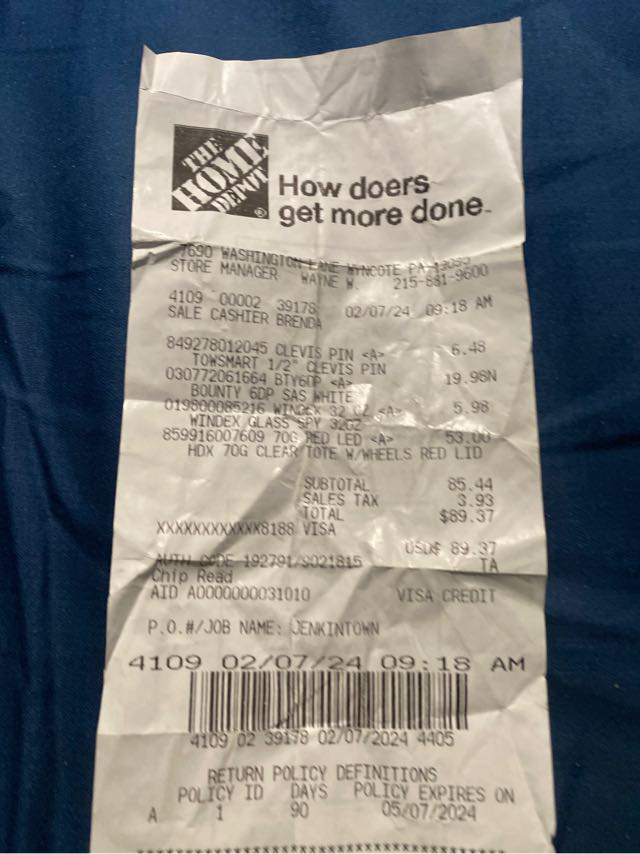 THE
HOME
DEPOT
How doers
get more done.
7690 WASHINGTON LANE WYNCOTE PA
STORE MANAGER WAYNE W. 215-881-9600
4109 00002 39178 02/07/24 09:18 AM
SALE CASHIER BRENDA
849278012045 CLEVIS PIN <A> 6.48
TOWSMART 1/2" CLEVIS PIN
030772061664 BTY6DP <A> 19.98N
BOUNTY 6DP SAS WHITE
019800085216 WINDEX 32 OZ <A> 5.98
WINDEX GLASS SPY 32OZ
859916007609 70G RED LED <A> 53.00
HDX 70G CLEAR TOTE W/WHEELS RED LID
SUBTOTAL 85.44
SALES TAX 3.93
TOTAL $89.37
XXXXXXXXXXXX8188 VISA
USD$ 89.37
AUTH CODE 192791/9021815 TA
Chip Read
AID A0000000031010 VISA CREDIT
P.O.#/JOB NAME: JENKINTOWN
4109 02/07/24 09:18 AM
4109 02 39178 02/07/2024 4405
RETURN POLICY DEFINITIONS
POLICY ID DAYS POLICY EXPIRES ON
A 1 90 05/07/2024